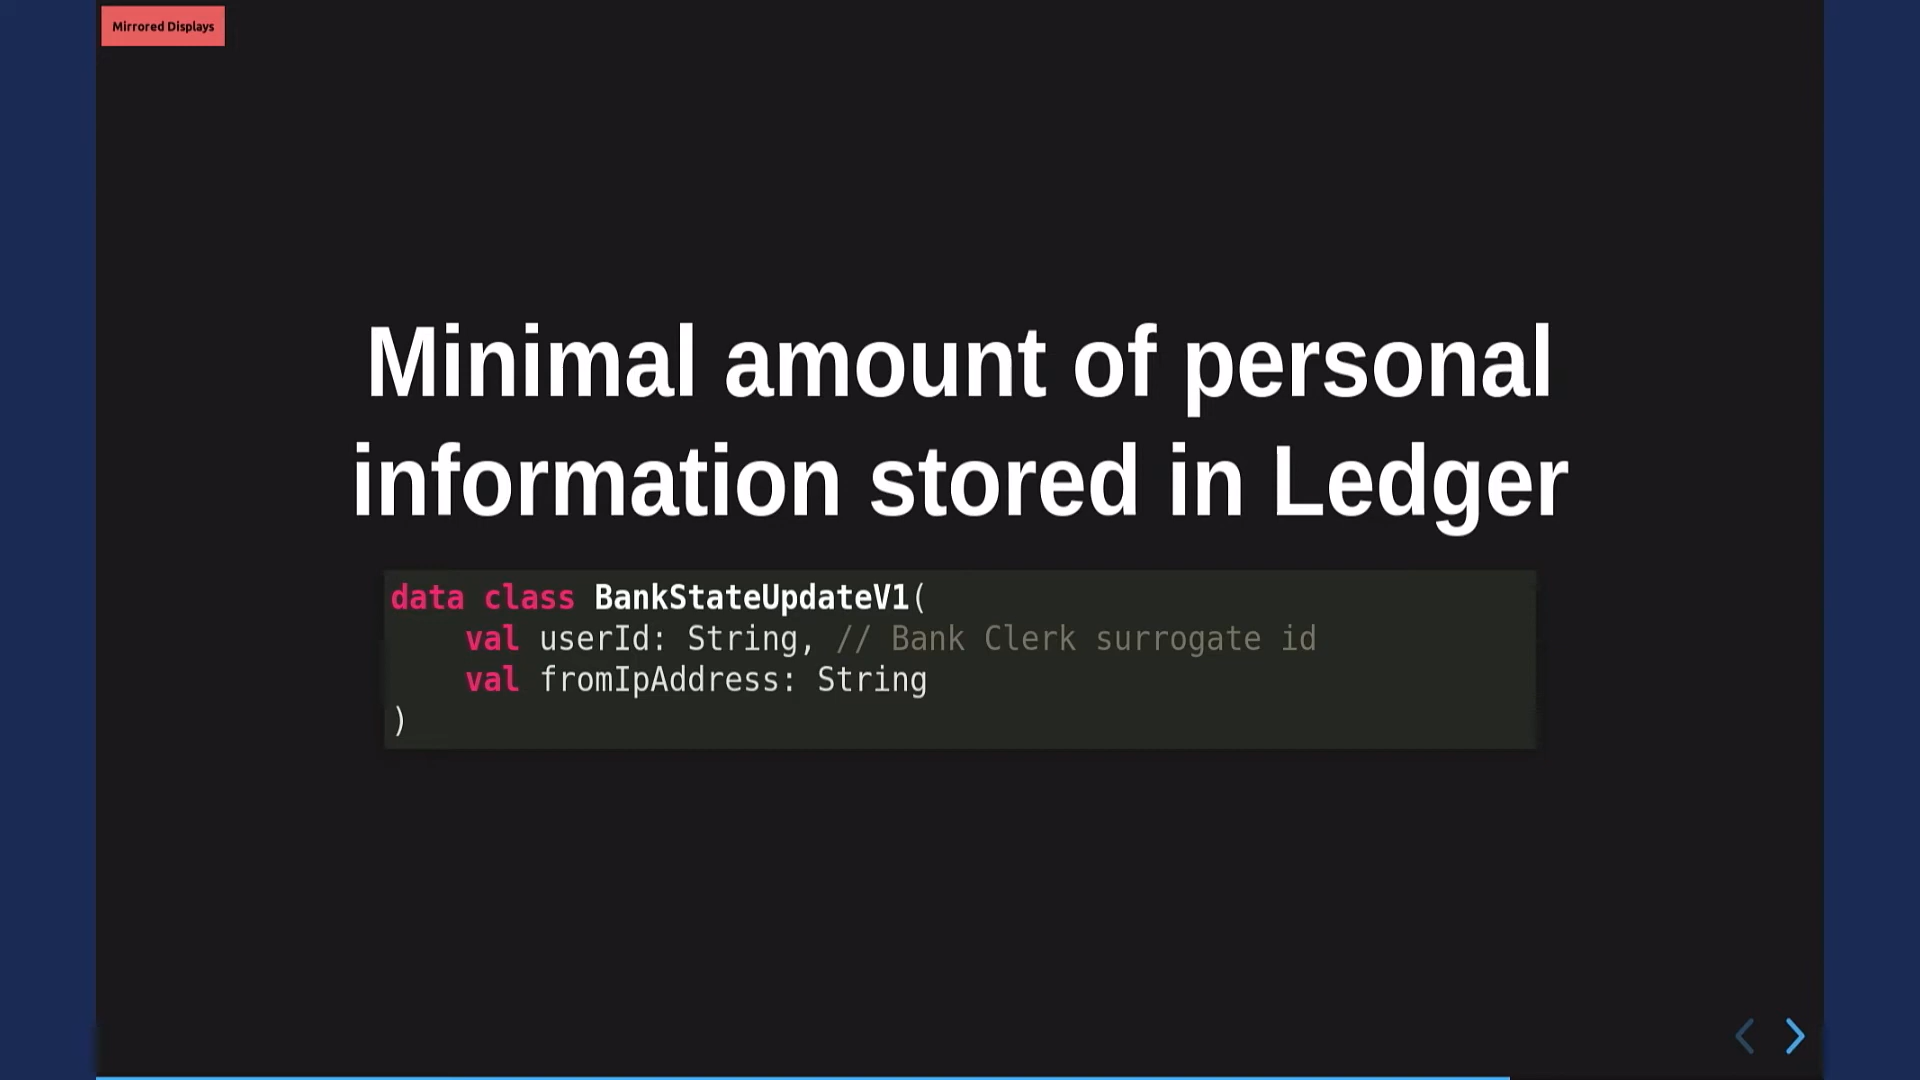 Mirrored Displays
Minimal amount of personal
information stored in Ledger
data class BankStateUpdateV1(
    val userId: String, // Bank Clerk surrogate id
    val fromIpAddress: String
)